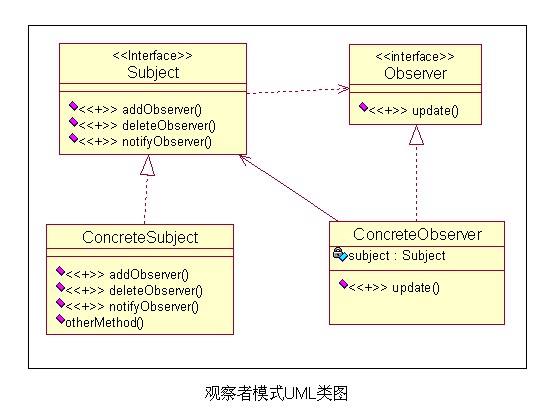 <<Interface>>
Subject
<<+>> addObserver()
<<+>> deleteObserver()
<<+>> notifyObserver()
<<interface>>
Observer
<<+>> update()
ConcreteSubject
<<+>> addObserver()
<<+>> deleteObserver()
<<+>> notifyObserver()
otherMethod()
ConcreteObserver
subject : Subject
<<+>> update()
观察者模式UML类图